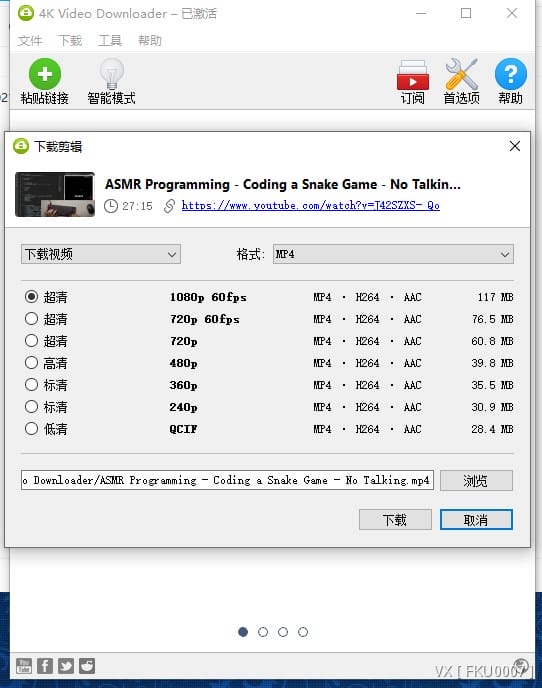 4K Video Downloader – 已激活
文件 下载 工具 帮助
粘贴链接 智能模式 订阅 首选项 帮助
下载剪辑
ASMR Programming - Coding a Snake Game - No Talkin...
27:15 https://www.youtube.com/watch?v=J42SZXS-_Qo
下载视频 格式: MP4
超清 1080p 60fps MP4 · H264 · AAC 117 MB
超清 720p 60fps MP4 · H264 · AAC 76.5 MB
超清 720p MP4 · H264 · AAC 60.8 MB
高清 480p MP4 · H264 · AAC 39.8 MB
标清 360p MP4 · H264 · AAC 35.5 MB
标清 240p MP4 · H264 · AAC 30.9 MB
低清 QCIF MP4 · H264 · AAC 28.4 MB
o Downloader/ASMR Programming - Coding a Snake Game - No Talking.mp4 浏览
下载 取消
You Tube
VX [ FKU0007 ]